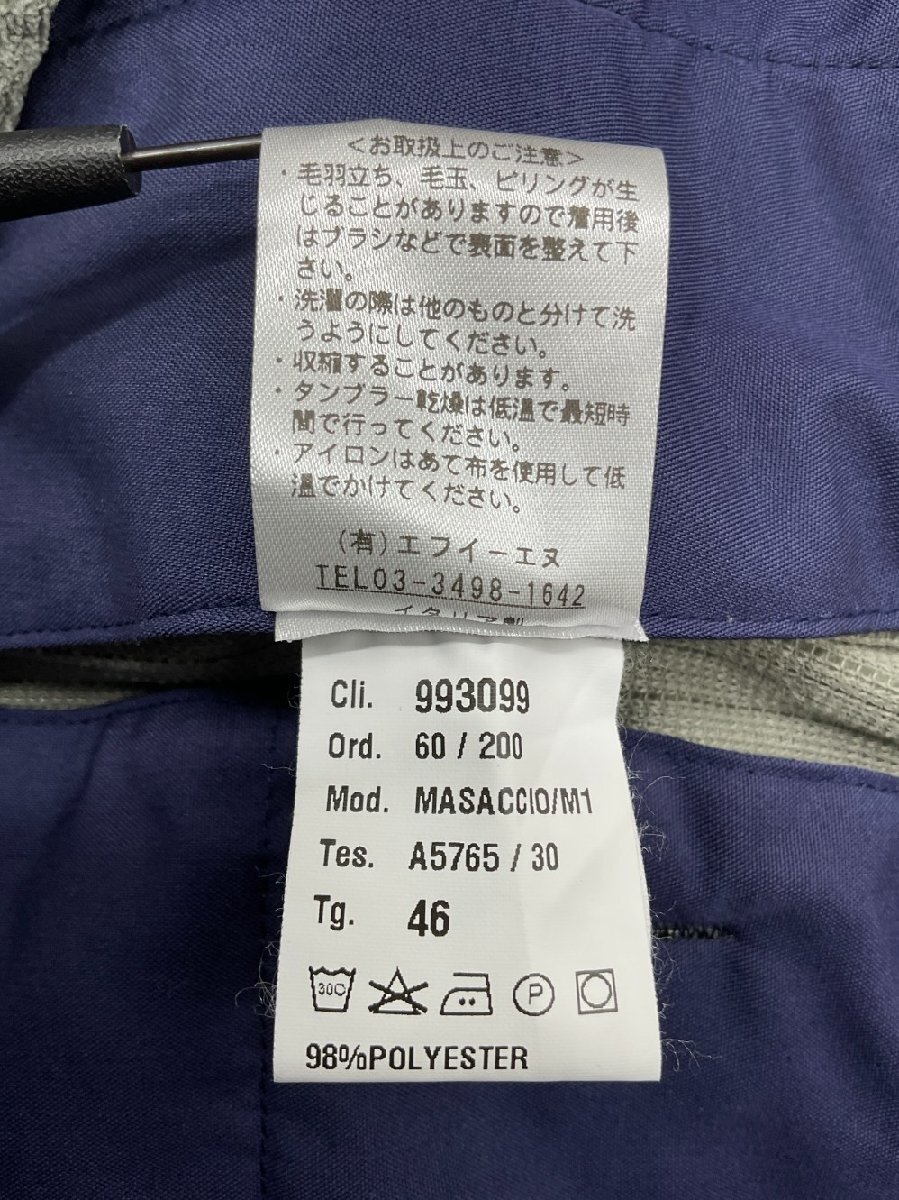 ＜お取扱上のご注意＞
・毛羽立ち、毛玉、ピリングが生
じることがありますので着用後
はブラシなどで表面を整えて下
さい。
・洗濯の際は他のものと分けて洗
うようにしてください。
・収縮することがあります。
・タンブラー乾燥は低温で最短時
間で行ってください。
・アイロンはあて布を使用して低
温でかけてください。
(有)エフイーエヌ
TEL03-3498-1642
イタリア製
Cli. 993099
Ord. 60 / 200
Mod. MASACCIO/M1
Tes. A5765 / 30
Tg. 46
30C P
98%POLYESTER